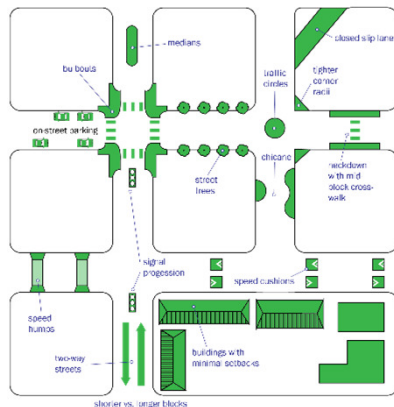 closed slip lane
medians
bulbouts
traffic
circles
tighter
corner
radii
on-street parking
chicane
neckdown
with mid
block cross-
walk
street
trees
signal
progession
speed cushions
speed
humps
two-way
streets
buildings with
minimal setbacks
shorter vs. longer blocks